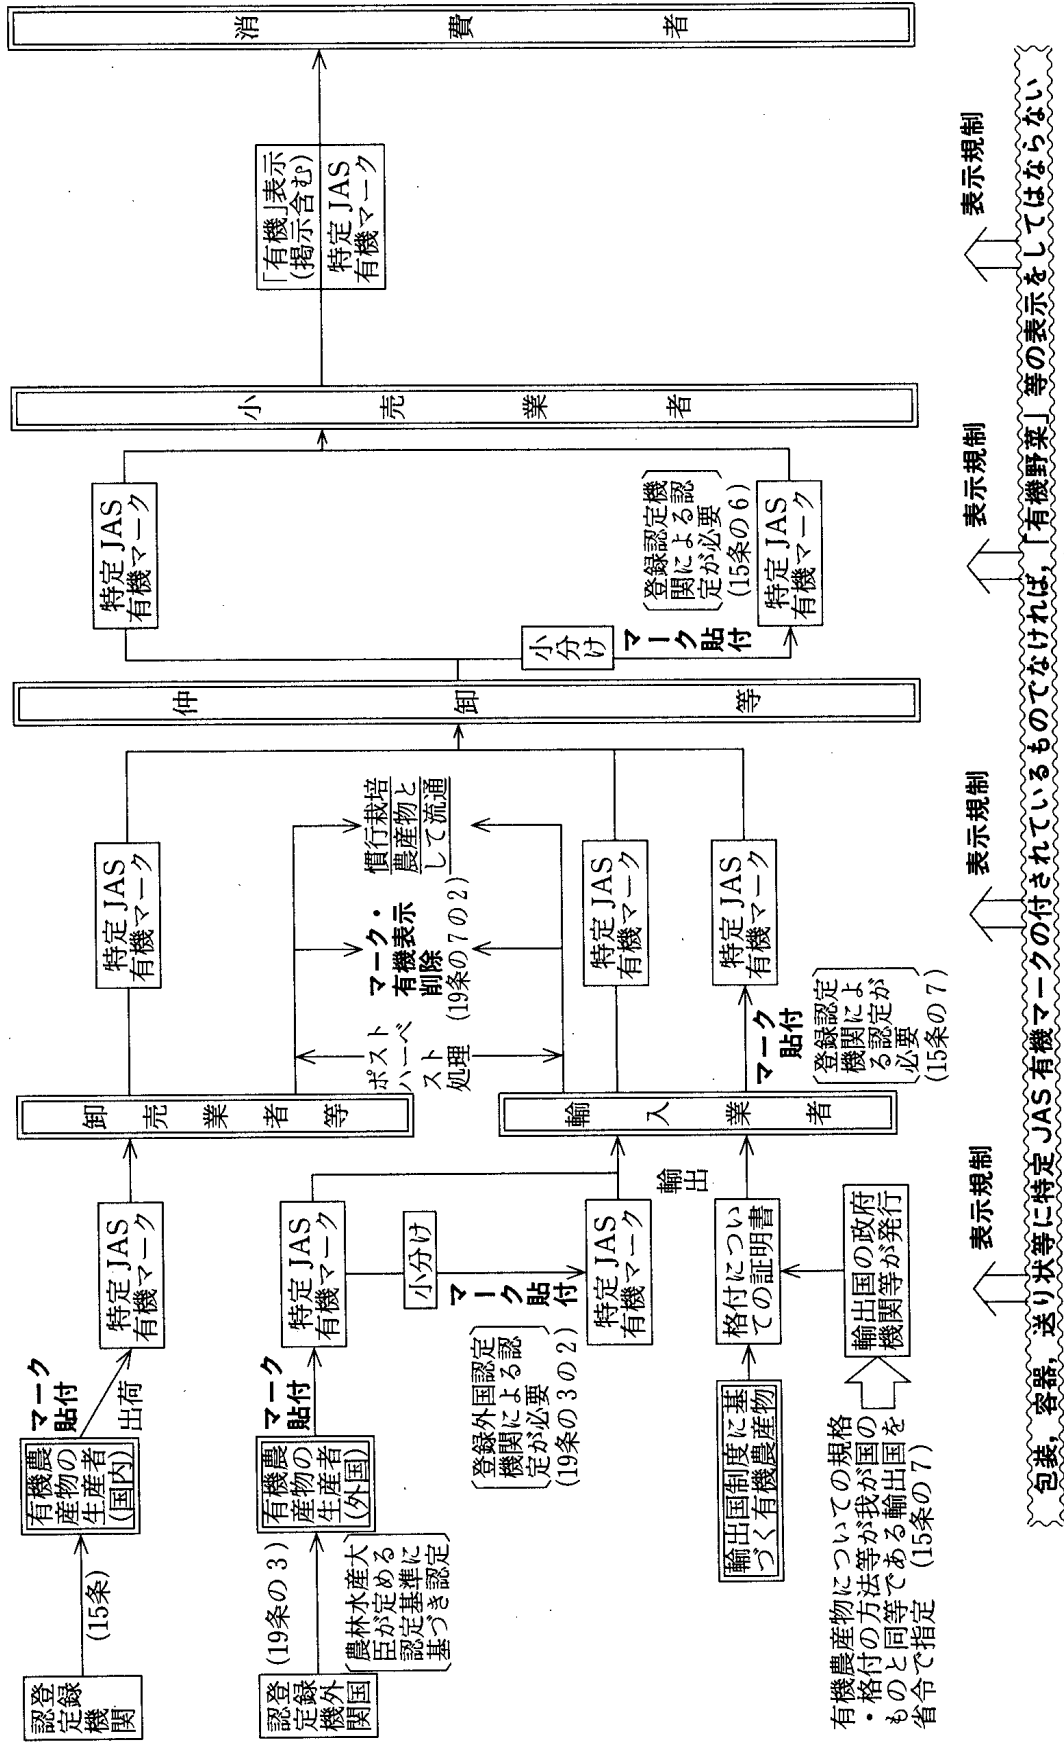 認定機関
登録
(15条)
有機農
産物の
生産者
(国内)
マーク
貼付
出荷
特定JAS
有機マーク
卸売業者等
特定JAS
有機マーク
認定機関
登録外国
(19条の3)
農林水産大
臣が定める
認定基準に
基づき認定
有機農
産物の
生産者
(外国)
マーク
貼付
特定JAS
有機マーク
小分け
マーク貼付
登録外国認定
機関による認
定が必要
(19条の3の2)
特定JAS
有機マーク
輸出
輸出国制度に基
づく有機農産物
格付につい
ての証明書
有機農産物についての規格
・格付の方法等が我が国の
ものと同等である輸出国を
省令で指定 (15条の7)
輸出国の政府
機関等が発行
輸入業者
ポスト
ハーベ
スト
処理
マーク・
有機表示
削除
(19条の7の2)
慣行栽培
農産物と
して流通
特定JAS
有機マーク
マーク
貼付
登録認定
機関によ
る認定が
必要
(15条の7)
特定JAS
有機マーク
仲卸等
特定JAS
有機マーク
小分け
マーク貼付
登録認定機
関による認
定が必要
(15条の6)
特定JAS
有機マーク
小売業者
「有機」表示
(掲示含む)
特定JAS
有機マーク
消費者
表示規制
表示規制
表示規制
表示規制
包装,容器,送り状等に特定JAS有機マークの付されているものでなければ,「有機野菜」等の表示をしてはならない